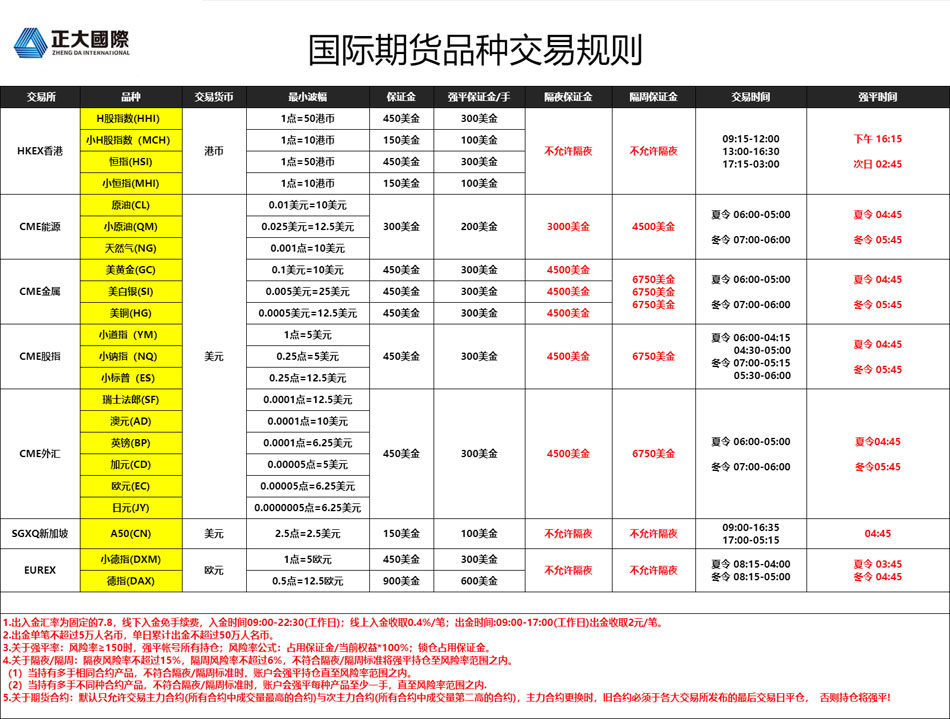 正大國際
ZHENG DA INTERNATIONAL
国际期货品种交易规则
交易所 品种 交易货币 最小波幅 保证金 强平保证金/手 隔夜保证金 隔周保证金 交易时间 强平时间
HKEX香港 港币 不允许隔夜 不允许隔夜
H股指数(HHI) 1点=50港币 450美金 300美金
小H股指数（MCH) 1点=10港币 150美金 100美金
恒指(HSI) 1点=50港币 450美金 300美金
小恒指(MHI) 1点=10港币 150美金 100美金
09:15-12:00
13:00-16:30
17:15-03:00
下午 16:15
次日 02:45
美元
CME能源 300美金 200美金 3000美金 4500美金
原油(CL) 0.01美元=10美元
小原油(QM) 0.025美元=12.5美元
天然气(NG) 0.001点=10美元
夏令 06:00-05:00 夏令 04:45
冬令 07:00-06:00 冬令 05:45
CME金属
美黄金(GC) 0.1美元=10美元 450美金 300美金 4500美金 6750美金
美白银(SI) 0.005美元=25美元 450美金 300美金 4500美金 6750美金
美铜(HG) 0.0005美元=12.5美元 450美金 300美金 4500美金 6750美金
夏令 06:00-05:00 夏令 04:45
冬令 07:00-06:00 冬令 05:45
CME股指 450美金 300美金 4500美金 6750美金
小道指（YM) 1点=5美元
小纳指（NQ) 0.25点=5美元
小标普（ES) 0.25点=12.5美元
夏令 06:00-04:15
04:30-05:00
冬令 07:00-05:15
05:30-06:00
夏令 04:45
冬令 05:45
CME外汇 450美金 300美金 4500美金 6750美金
瑞士法郎(SF) 0.0001点=12.5美元
澳元(AD) 0.0001点=10美元
英镑(BP) 0.0001点=6.25美元
加元(CD) 0.00005点=5美元
欧元(EC) 0.00005点=6.25美元
日元(JY) 0.0000005点=6.25美元
夏令 06:00-05:00 夏令04:45
冬令 07:00-06:00 冬令05:45
SGXQ新加坡 A50(CN) 美元 2.5点=2.5美元 150美金 100美金 不允许隔夜 不允许隔夜
09:00-16:35
17:00-05:15
04:45
EUREX 欧元 不允许隔夜 不允许隔夜
小德指(DXM) 1点=5欧元 450美金 300美金
德指(DAX) 0.5点=12.5欧元 900美金 600美金
夏令 08:15-04:00 夏令 03:45
冬令 08:15-05:00 冬令 04:45
1.出入金汇率为固定的7.8，线下入金免手续费，入金时间09:00-22:30(工作日)；线上入金收取0.4%/笔；出金时间:09:00-17:00(工作日)出金收取2元/笔。
2.出金单笔不超过5万人名币，单日累计出金不超过50万人名币。
3.关于强平率：风险率≥150时，强平帐号所有持仓；风险率公式：占用保证金/当前权益*100%；锁仓占用保证金。
4.关于隔夜/隔周：隔夜风险率不超过15%，隔周风险率不超过6%，不符合隔夜/隔周标准将强平持仓至风险率范围之内。
（1）当持有多手相同合约产品，不符合隔夜/隔周标准时，账户会强平持仓直至风险率范围之内。
（2）当持有多手不同种合约产品，不符合隔夜/隔周标准时，账户会强平每种产品至少一手，直至风险率范围之内.
5.关于期货合约：默认只允许交易主力合约(所有合约中成交量最高的合约)与次主力合约(所有合约中成交量第二高的合约)，主力合约更换时，旧合约必须于各大交易所发布的最后交易日平仓， 否则持仓将强平!